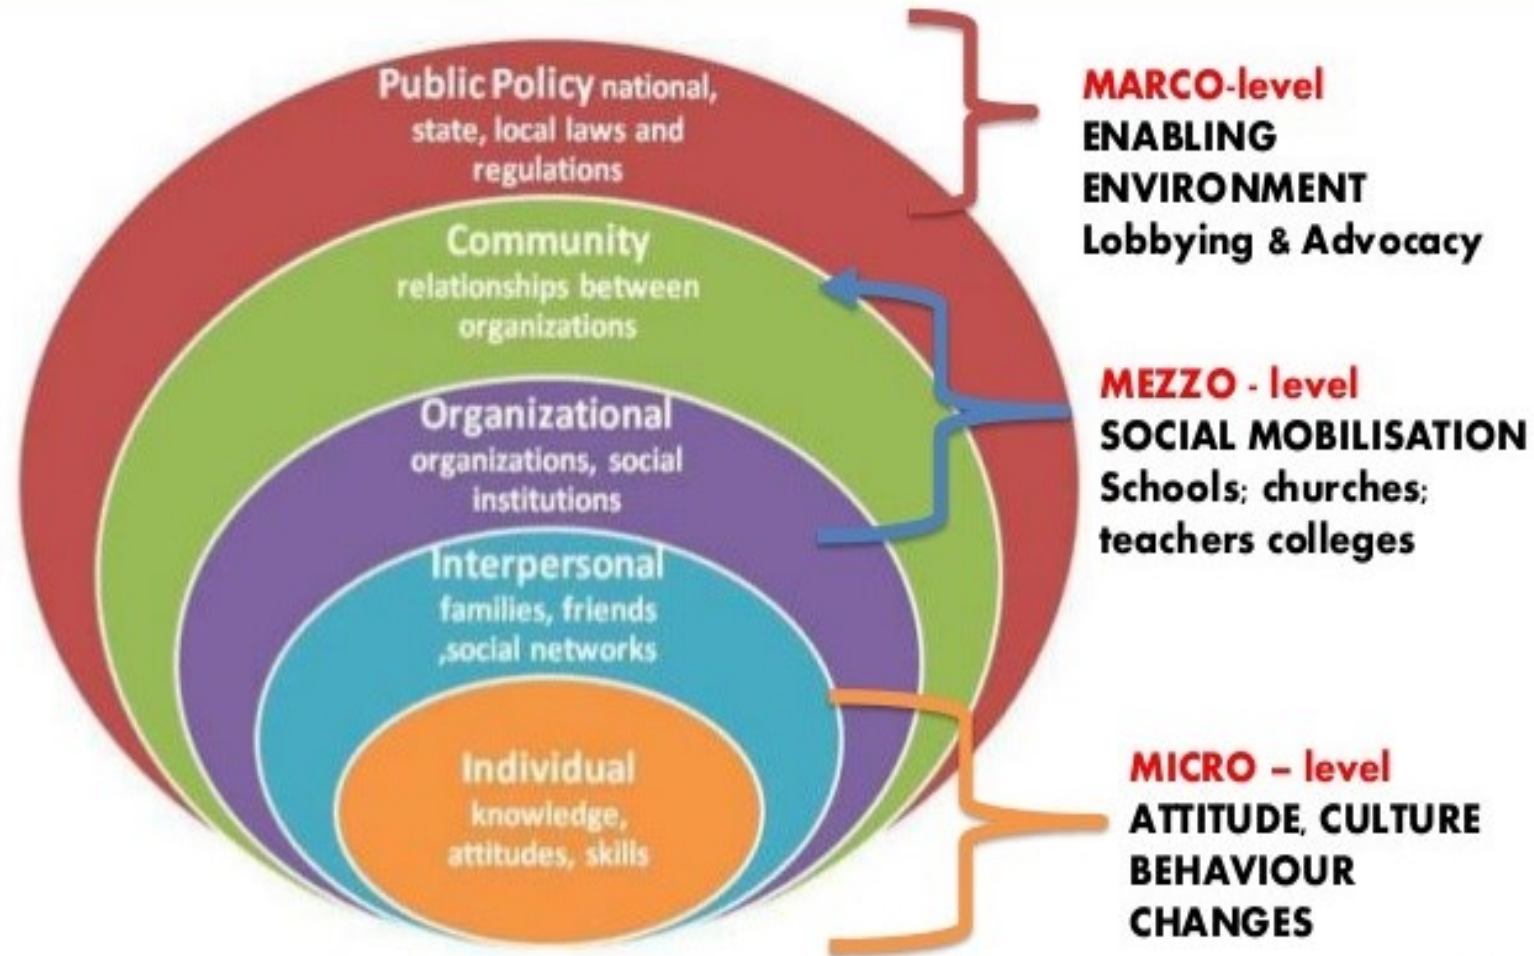 Public Policy national,
state, local laws and
regulations
Community
relationships between
organizations
Organizational
organizations, social
institutions
Interpersonal
families, friends
,social networks
Individual
knowledge,
attitudes, skills
MARCO-level
ENABLING
ENVIRONMENT
Lobbying & Advocacy
MEZZO - level
SOCIAL MOBILISATION
Schools; churches;
teachers colleges
MICRO – level
ATTITUDE, CULTURE
BEHAVIOUR
CHANGES